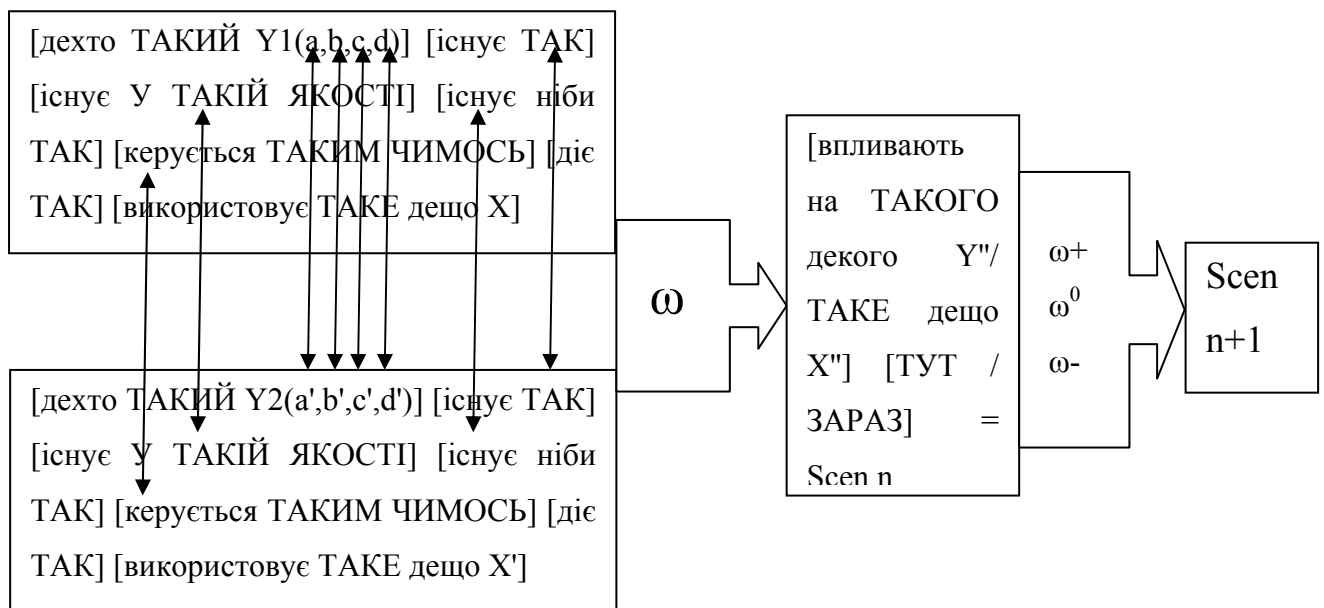 [дехто ТАКИЙ Y1(a,b,c,d)] [існує ТАК]
[існує У ТАКІЙ ЯКОСТІ] [існує ніби
ТАК] [керується ТАКИМ ЧИМОСЬ] [діє
ТАК] [використовує ТАКЕ дещо X]
[дехто ТАКИЙ Y2(a',b',c',d')] [існує ТАК]
[існує У ТАКІЙ ЯКОСТІ] [існує ніби
ТАК] [керується ТАКИМ ЧИМОСЬ] [діє
ТАК] [використовує ТАКЕ дещо X']
ω
[впливають
на ТАКОГО
декого Y"/
ТАКЕ дещо
X"] [ТУТ /
ЗАРАЗ] =
Scen n
ω+
ω⁰
ω-
Scen
n+1